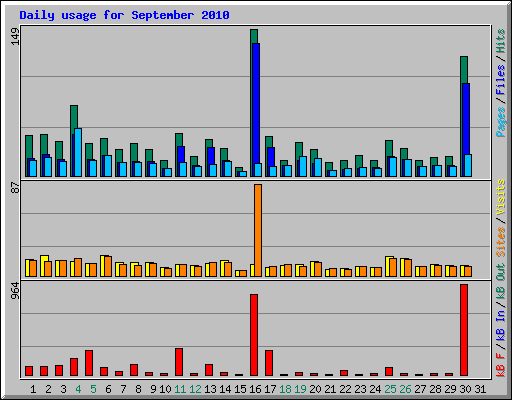 Daily usage for September 2010
149
87
964
Pages / Files / Hits
Sites / Visits
kB F / kB In / kB Out
1 2 3 4 5 6 7 8 9 10 11 12 13 14 15 16 17 18 19 20 21 22 23 24 25 26 27 28 29 30 31